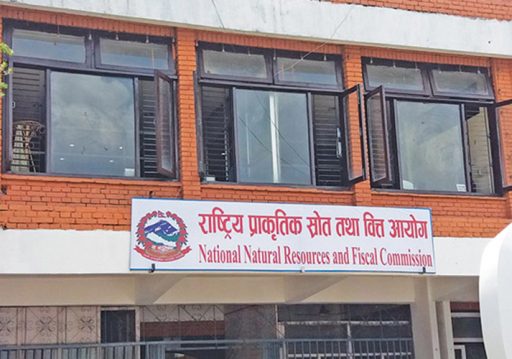 राष्ट्रिय प्राकृतिक स्रोत तथा वित्त आयोग
National Natural Resources and Fiscal Commission